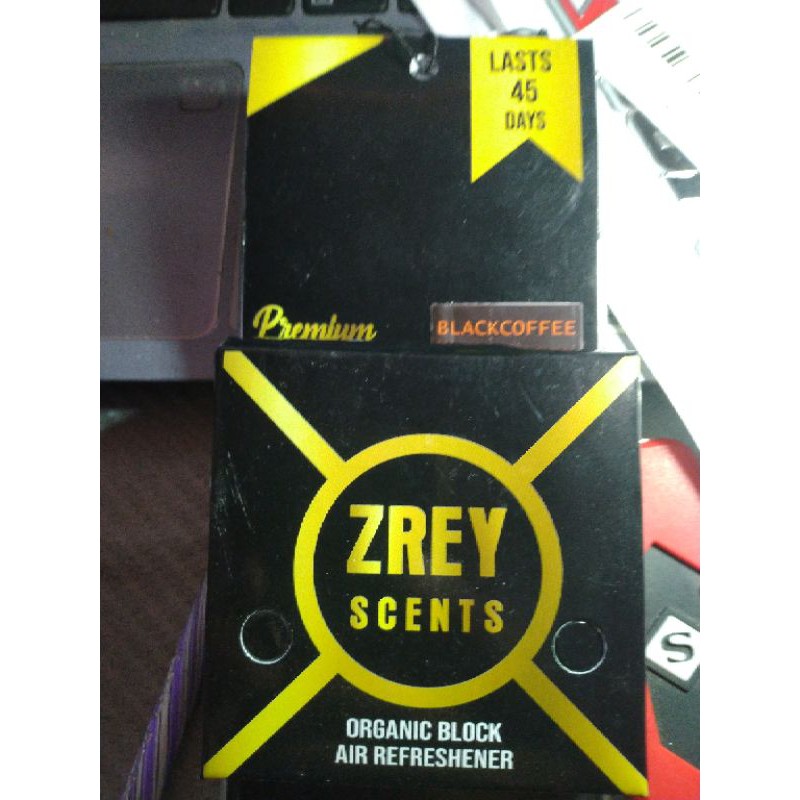 LASTS
45
DAYS
Premium
BLACKCOFFEE
ZREY
SCENTS
ORGANIC BLOCK
AIR REFRESHENER
S